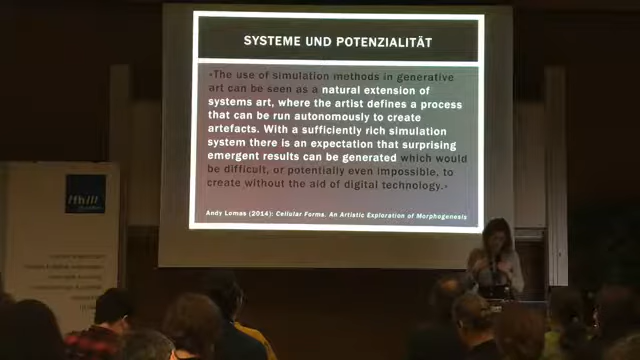 SYSTEME UND POTENZIALITÄT
«The use of simulation methods in generative
art can be seen as a natural extension of
systems art, where the artist defines a process
that can be run autonomously to create
artefacts. With a sufficiently rich simulation
system there is an expectation that surprising
emergent results can be generated which would
be difficult, or potentially even impossible, to
create without the aid of digital technology.»
Andy Lomas (2014): Cellular Forms. An Artistic Exploration of Morphogenesis